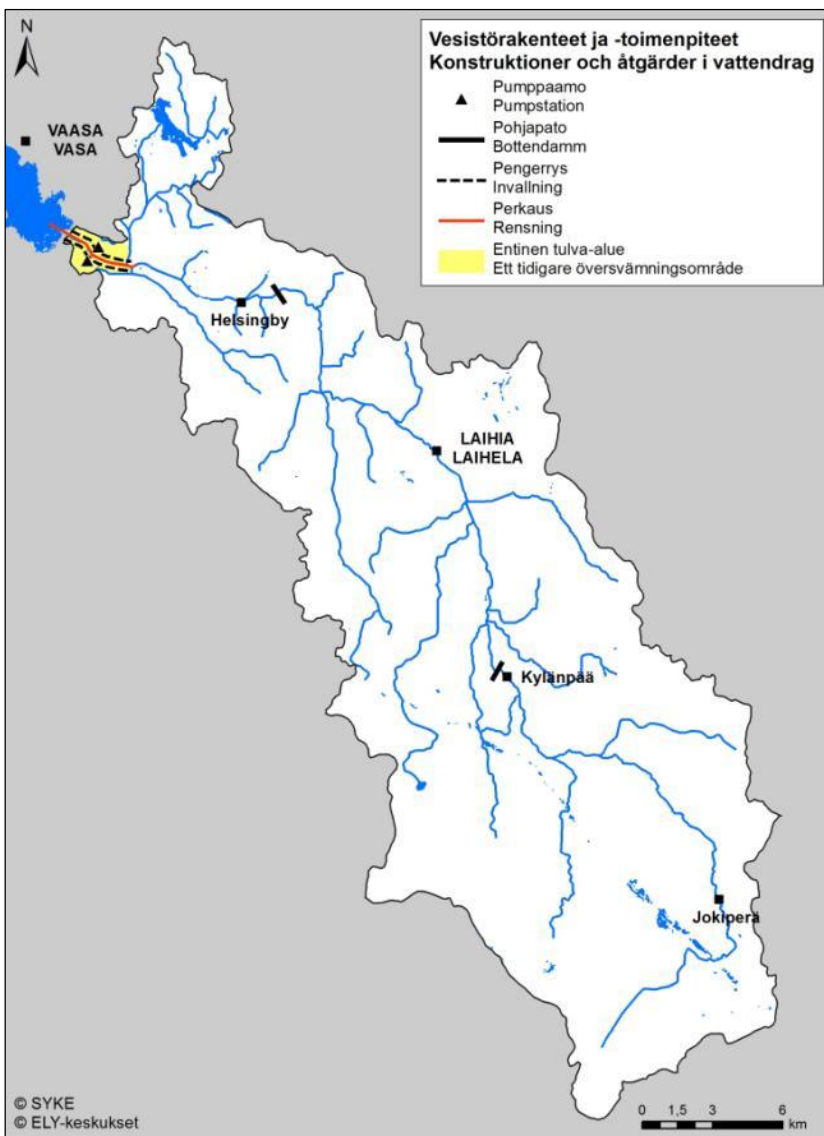 N
VAASA
VASA
Vesistörakenteet ja -toimenpiteet
Konstruktioner och åtgärder i vattendrag
Pumppaamo
Pumpstation
Pohjapato
Bottendamm
Pengerrys
Invallning
Perkaus
Rensning
Entinen tulva-alue
Ett tidigare översvämningsområde
Helsingby
LAIHIA
LAIHELA
Kylänpää
Jokiperä
© SYKE
© ELY-keskukset
0 1,5 3 6
km